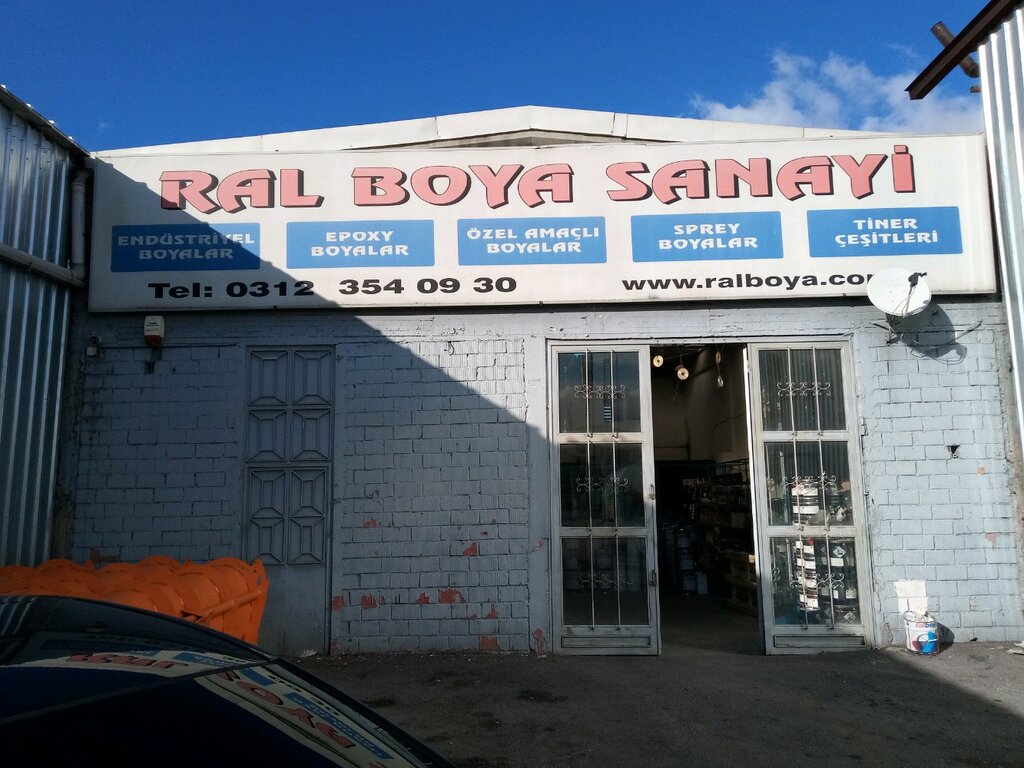 RAL BOYA SANAYİ
ENDÜSTRİYEL
BOYALAR
EPOXY
BOYALAR
ÖZEL AMAÇLI
BOYALAR
SPREY
BOYALAR
TİNER
ÇEŞİTLERİ
Tel: 0312 354 09 30
www.ralboya.co